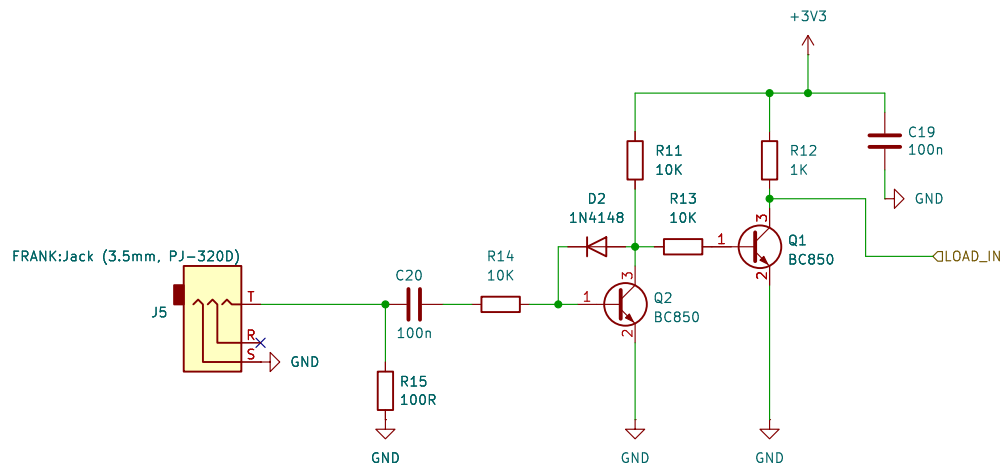 +3V3
C19
100n
GND
R11
10K
R12
1K
D2
1N4148
R13
10K
1
3
2
Q1
BC850
LOAD_IN
FRANK:Jack (3.5mm, PJ-320D)
J5
T
R
S
GND
C20
100n
R14
10K
1
3
2
Q2
BC850
R15
100R
GND
GND
GND